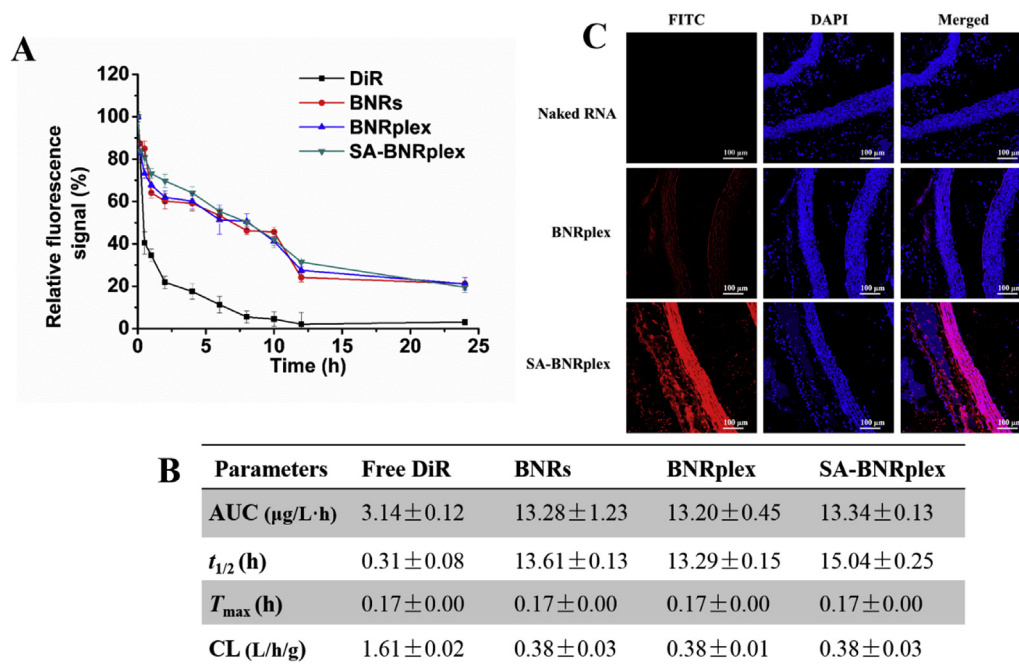 A
Relative fluorescence
signal (%)
120
100
80
60
40
20
0
0
5
10
15
20
25
Time (h)
DiR
BNRs
BNRplex
SA-BNRplex
C
FITC DAPI Merged
Naked RNA
100 μm 100 μm 100 μm
BNRplex
100 μm 100 μm 100 μm
SA-BNRplex
100 μm 100 μm 100 μm
B
Parameters Free DiR BNRs BNRplex SA-BNRplex
AUC (μg/L·h) 3.14±0.12 13.28±1.23 13.20±0.45 13.34±0.13
t1/2 (h) 0.31±0.08 13.61±0.13 13.29±0.15 15.04±0.25
Tmax (h) 0.17±0.00 0.17±0.00 0.17±0.00 0.17±0.00
CL (L/h/g) 1.61±0.02 0.38±0.03 0.38±0.01 0.38±0.03